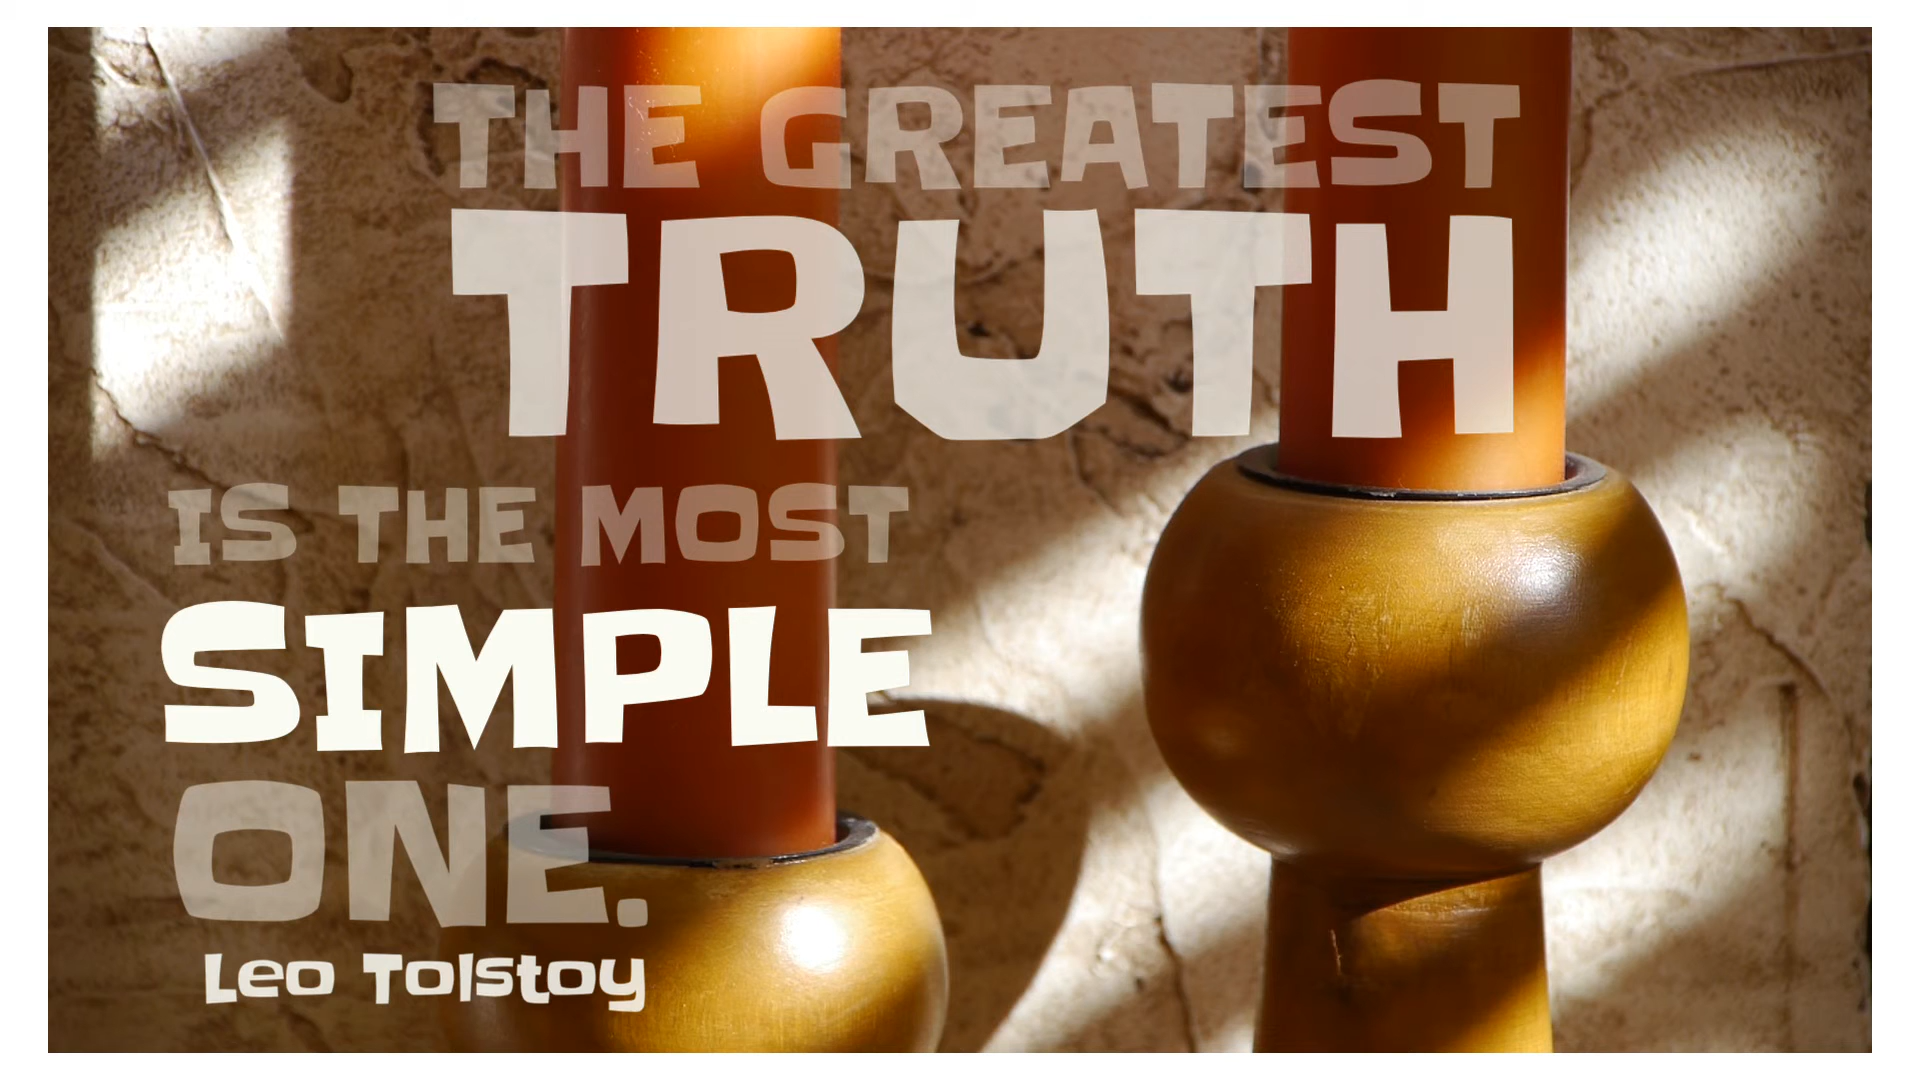 THE GREATEST
TRUTH
IS THE MOST
SIMPLE
ONE.
Leo Tolstoy